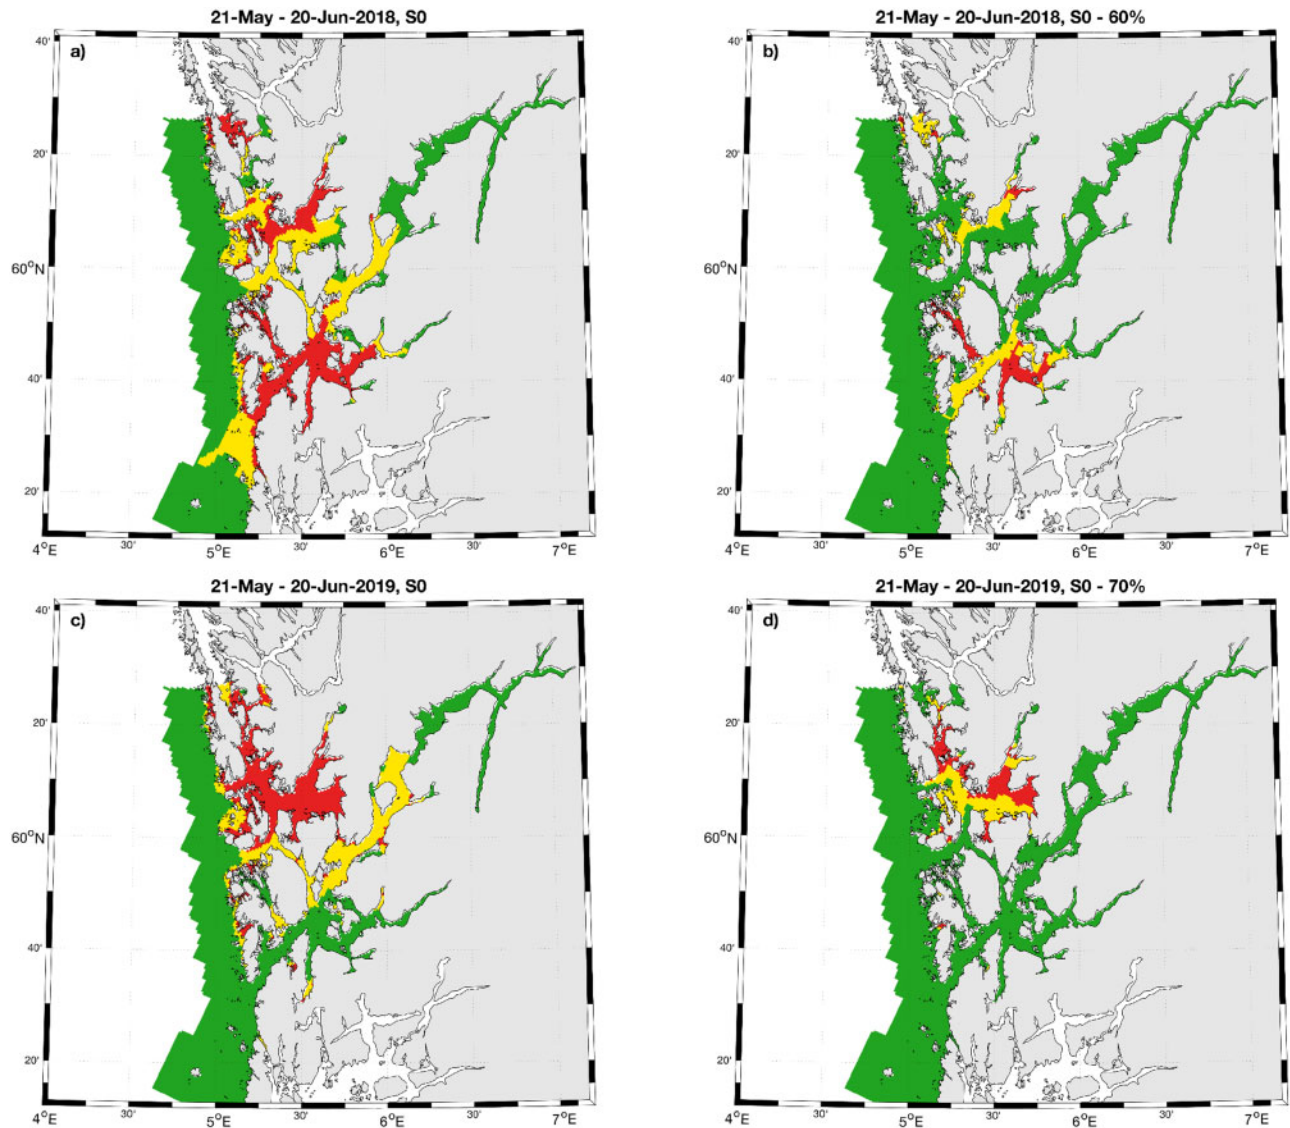 21-May - 20-Jun-2018, S0
21-May - 20-Jun-2018, S0 - 60%
a)
b)
40'
20'
60°N
40'
20'
4°E
30'
5°E
30'
6°E
30'
7°E
40'
20'
60°N
40'
20'
4°E
30'
5°E
30'
6°E
30'
7°E
21-May - 20-Jun-2019, S0
21-May - 20-Jun-2019, S0 - 70%
c)
d)
40'
20'
60°N
40'
20'
4°E
30'
5°E
30'
6°E
30'
7°E
40'
20'
60°N
40'
20'
4°E
30'
5°E
30'
6°E
30'
7°E